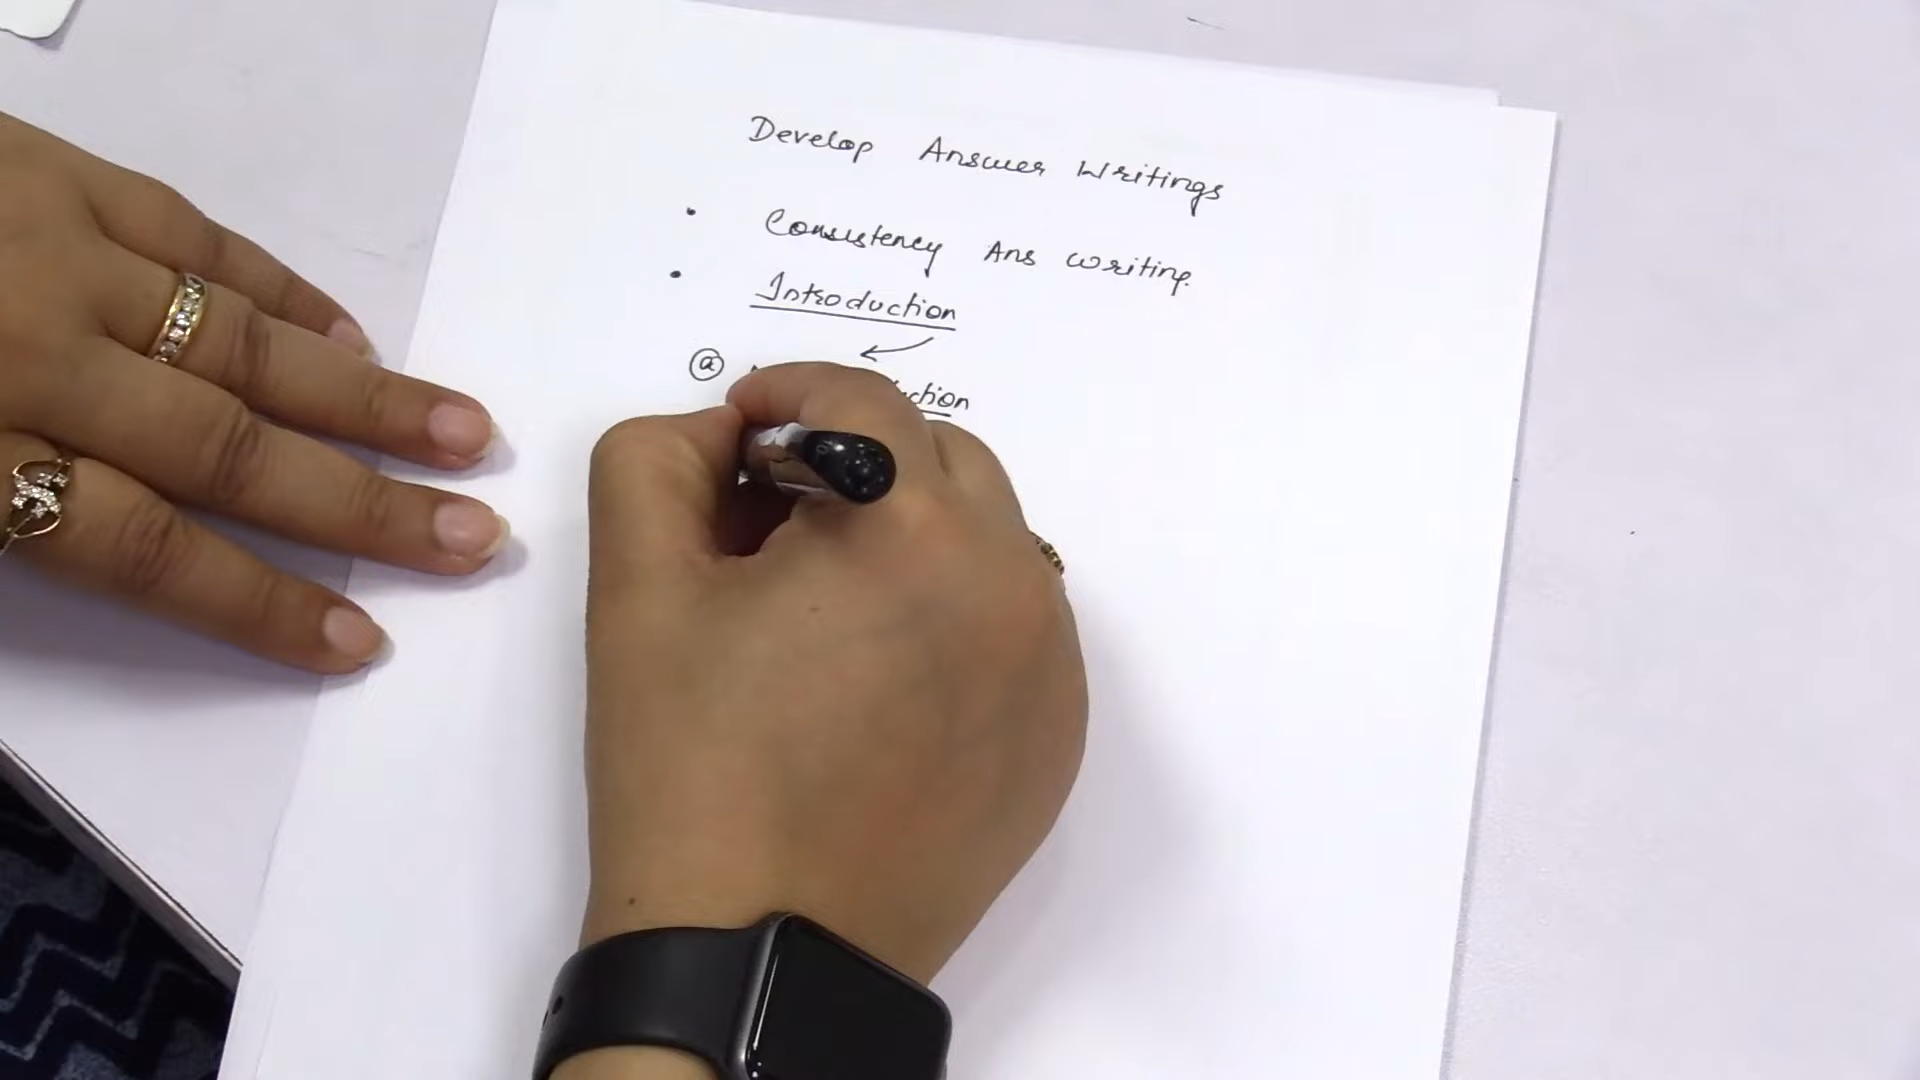 Develop Answer Writings
• Consistency Ans writing.
• Introduction
ⓐ